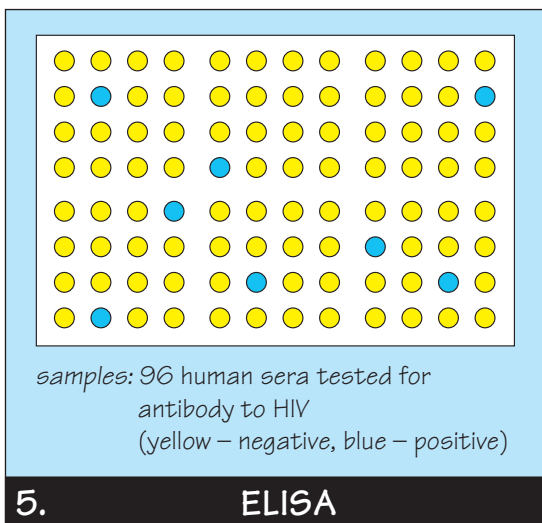 samples: 96 human sera tested for
antibody to HIV
(yellow – negative, blue – positive)
5. ELISA